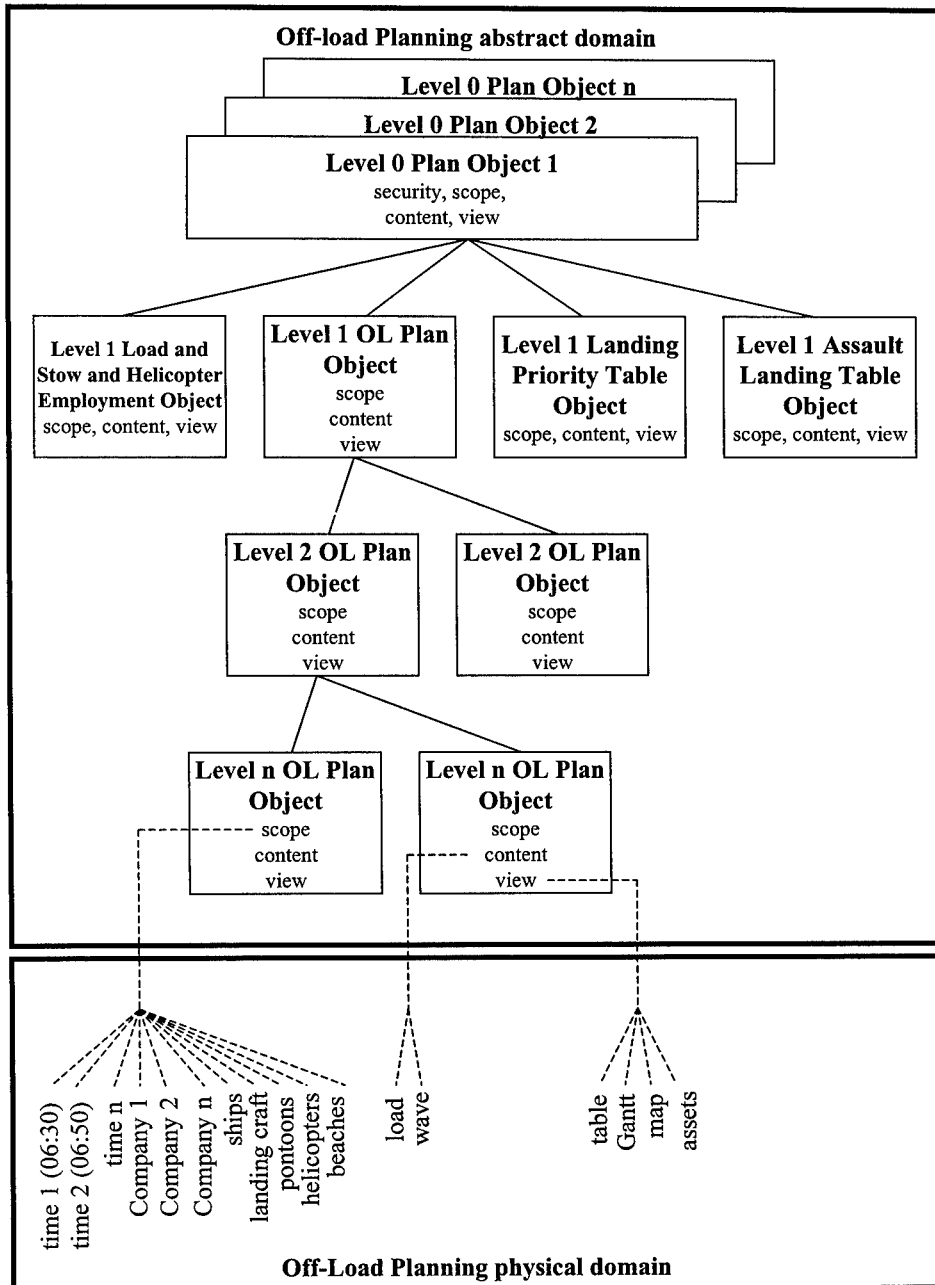 Off-load Planning abstract domain
Level 0 Plan Object n
Level 0 Plan Object 2
Level 0 Plan Object 1
security, scope,
content, view
Level 1 Load and
Stow and Helicopter
Employment Object
scope, content, view
Level 1 OL Plan
Object
scope
content
view
Level 1 Landing
Priority Table
Object
scope, content, view
Level 1 Assault
Landing Table
Object
scope, content, view
Level 2 OL Plan
Object
scope
content
view
Level 2 OL Plan
Object
scope
content
view
Level n OL Plan
Object
scope
content
view
Level n OL Plan
Object
scope
content
view
time 1 (06:30)
time 2 (06:50)
time n
Company 1
Company 2
Company n
ships
landing craft
pontoons
helicopters
beaches
load
wave
table
Gantt
map
assets
Off-Load Planning physical domain